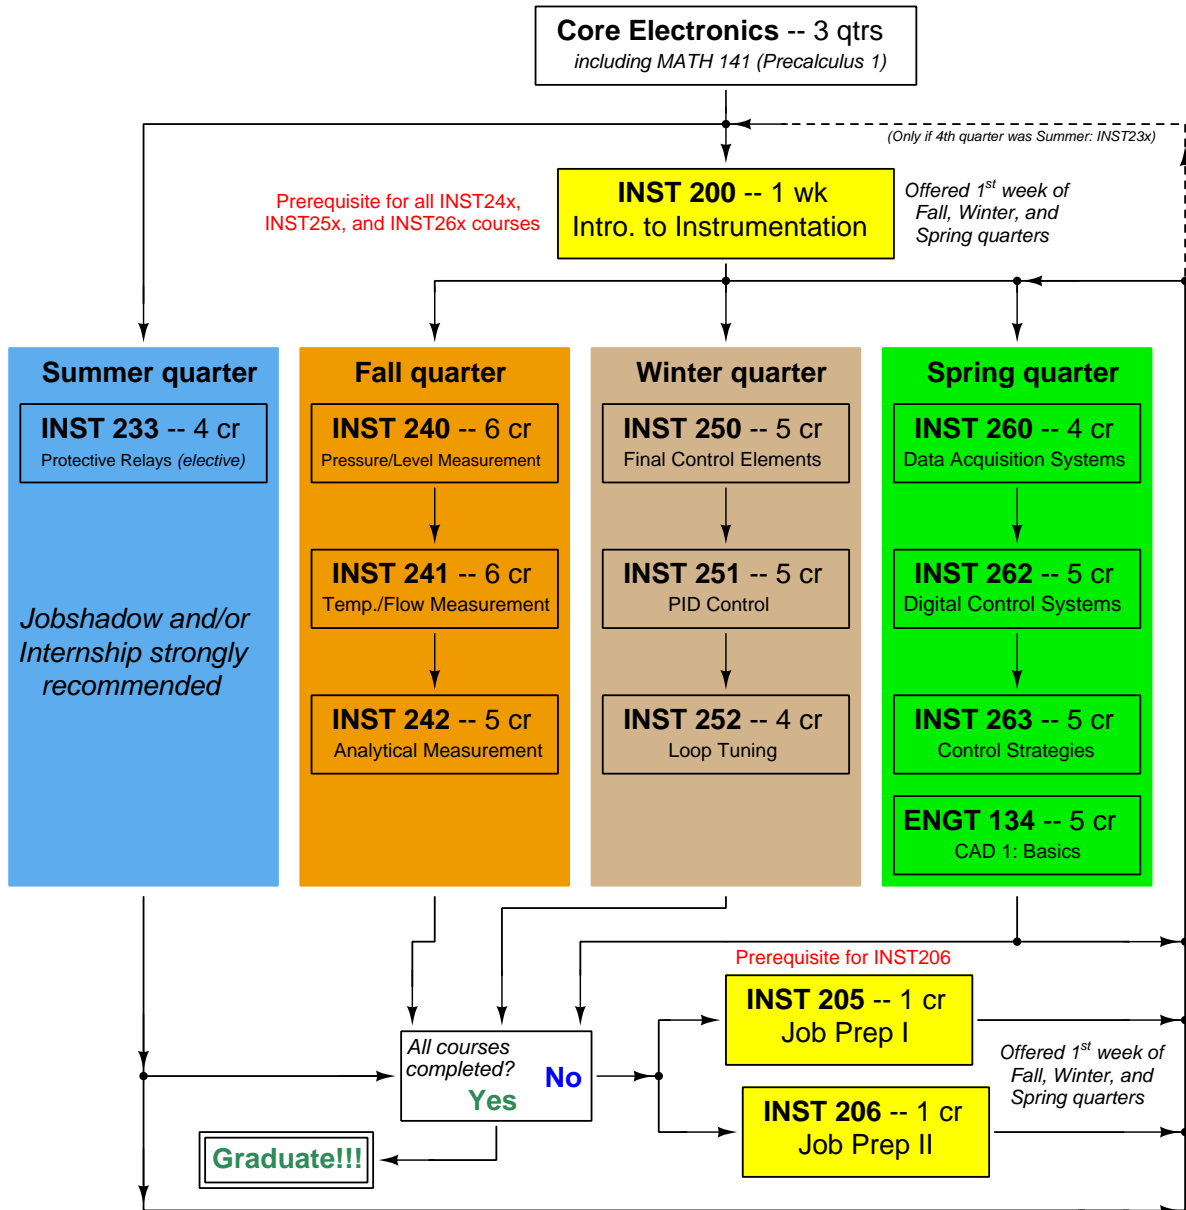 Core Electronics -- 3 qtrs
including MATH 141 (Precalculus 1)
(Only if 4th quarter was Summer: INST23x)
Prerequisite for all INST24x,
INST25x, and INST26x courses
INST 200 -- 1 wk
Intro. to Instrumentation
Offered 1st week of
Fall, Winter, and
Spring quarters
Summer quarter
INST 233 -- 4 cr
Protective Relays (elective)
Jobshadow and/or
Internship strongly
recommended
Fall quarter
INST 240 -- 6 cr
Pressure/Level Measurement
INST 241 -- 6 cr
Temp./Flow Measurement
INST 242 -- 5 cr
Analytical Measurement
Winter quarter
INST 250 -- 5 cr
Final Control Elements
INST 251 -- 5 cr
PID Control
INST 252 -- 4 cr
Loop Tuning
Spring quarter
INST 260 -- 4 cr
Data Acquisition Systems
INST 262 -- 5 cr
Digital Control Systems
INST 263 -- 5 cr
Control Strategies
ENGT 134 -- 5 cr
CAD 1: Basics
Prerequisite for INST206
INST 205 -- 1 cr
Job Prep I
All courses
completed?
No
Yes
Offered 1st week of
Fall, Winter, and
Spring quarters
INST 206 -- 1 cr
Job Prep II
Graduate!!!